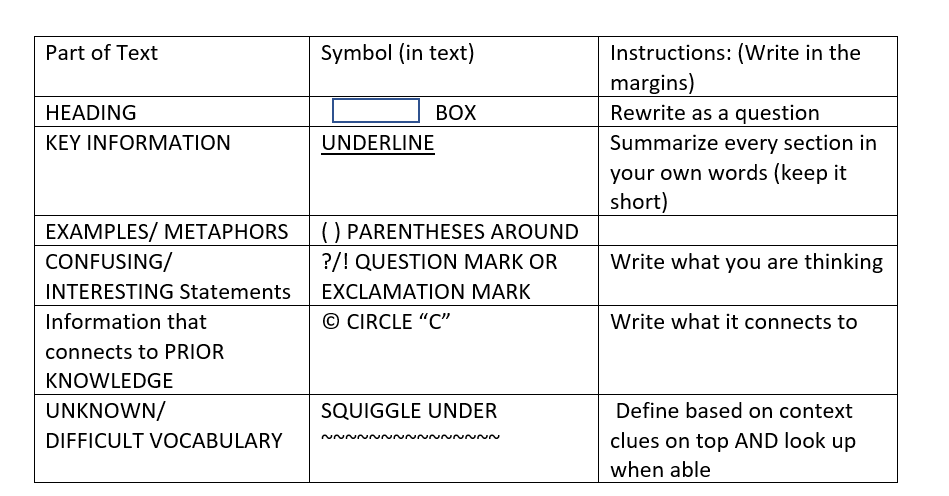 Part of Text
Symbol (in text)
Instructions: (Write in the
margins)
HEADING
BOX
Rewrite as a question
KEY INFORMATION
UNDERLINE
Summarize every section in
your own words (keep it
short)
EXAMPLES/ METAPHORS
( ) PARENTHESES AROUND
CONFUSING/
INTERESTING Statements
?/! QUESTION MARK OR
EXCLAMATION MARK
Write what you are thinking
Information that
connects to PRIOR
KNOWLEDGE
© CIRCLE “C”
Write what it connects to
UNKNOWN/
DIFFICULT VOCABULARY
SQUIGGLE UNDER
~~~~~~~~~~~~~~~
Define based on context
clues on top AND look up
when able